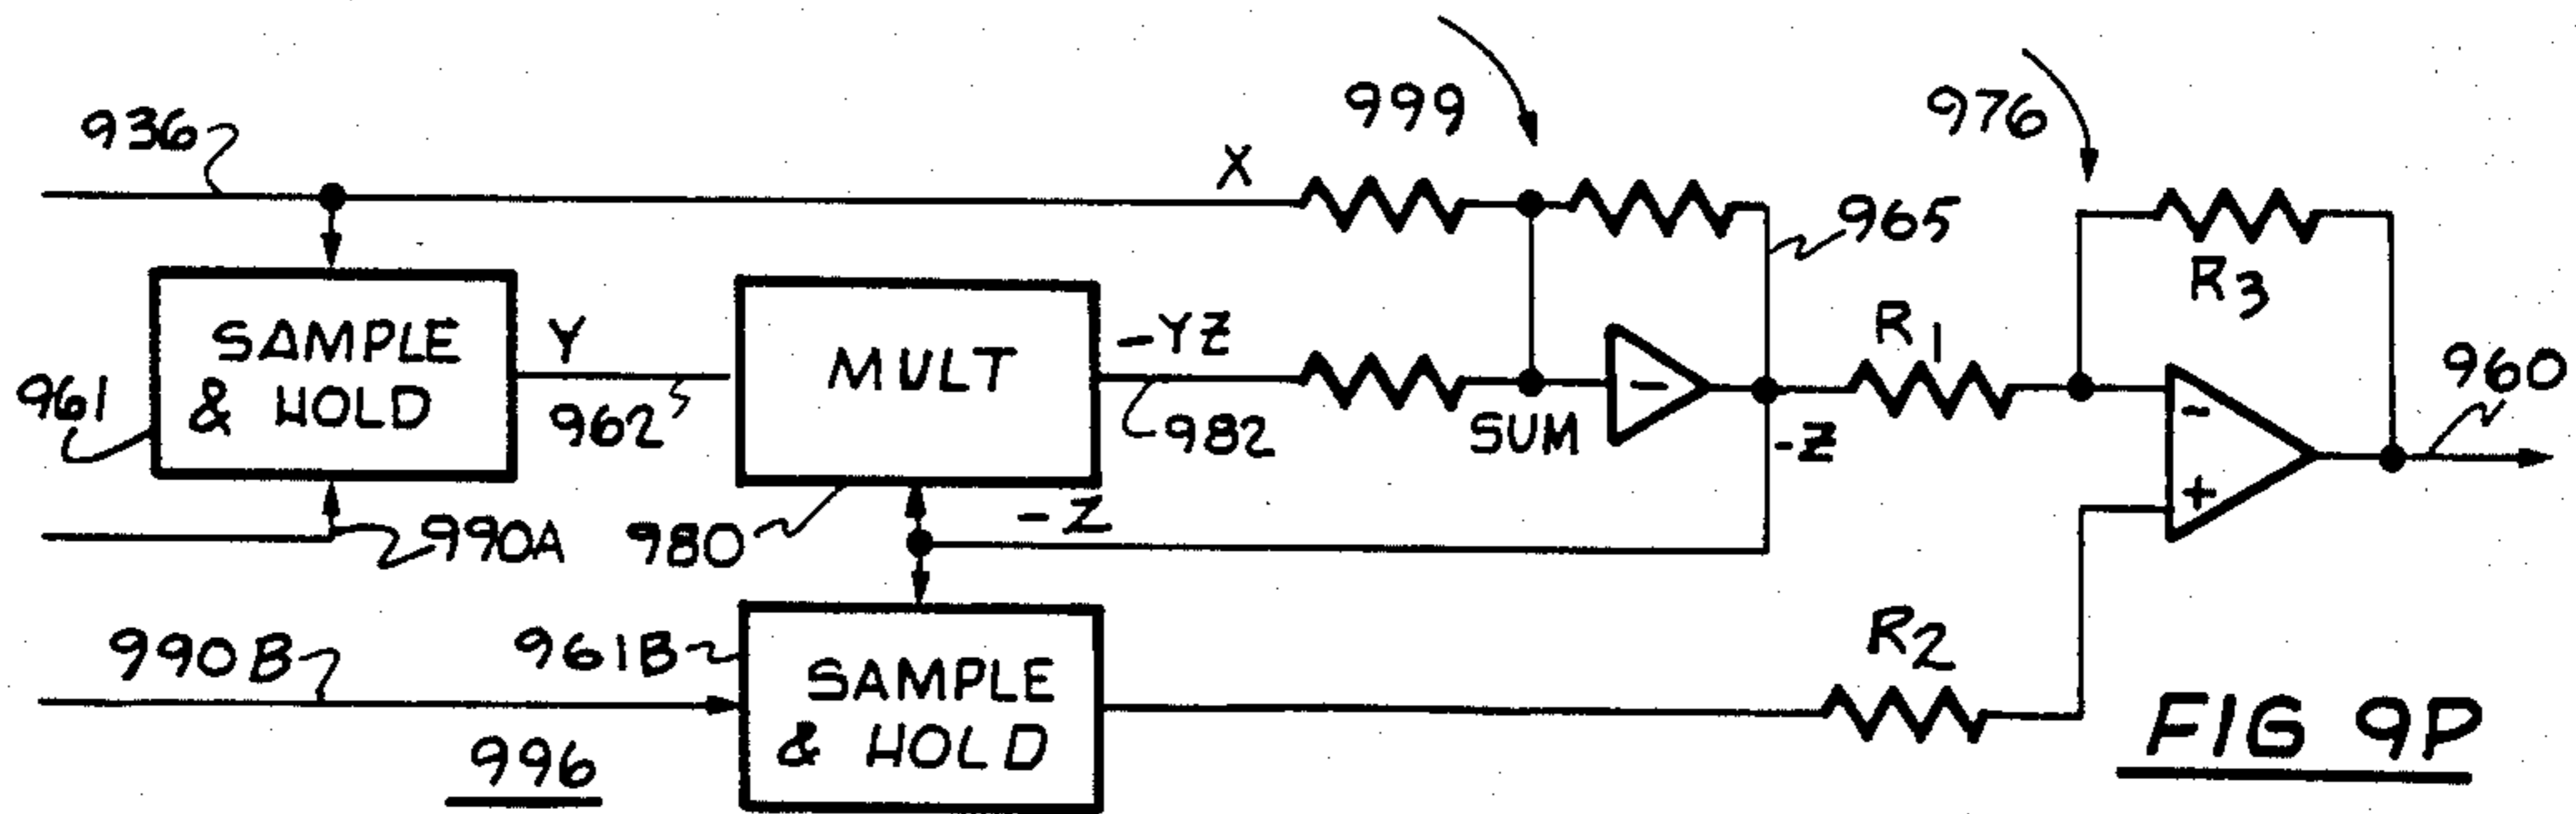 999
976
936
X
965
R3
SAMPLE
& HOLD
Y
MULT
-YZ
R1
-
960
961
962
982
SUM
-
-Z
+
990A
980
-Z
990B
961B
SAMPLE
& HOLD
R2
996
FIG 9P